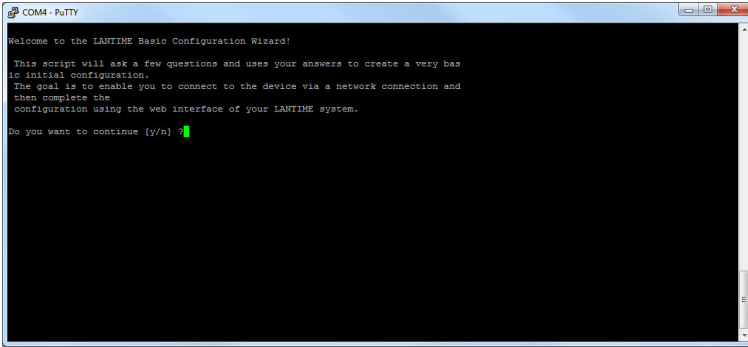 COM4 - PuTTY
Welcome to the LANTIME Basic Configuration Wizard!
This script will ask a few questions and uses your answers to create a very bas
ic initial configuration.
The goal is to enable you to connect to the device via a network connection and
then complete the
configuration using the web interface of your LANTIME system.
Do you want to continue [y/n] ?